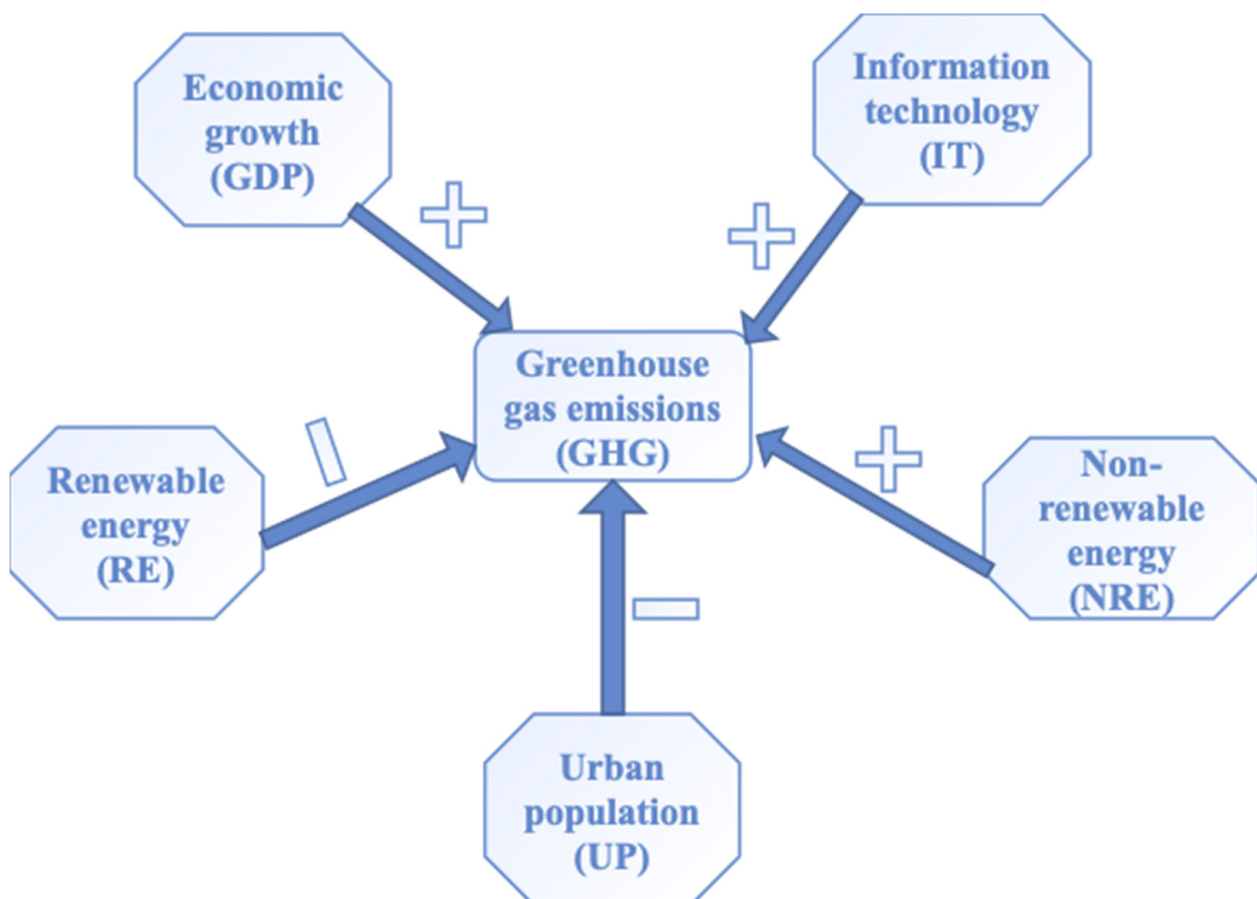 Economic
growth
(GDP)
Information
technology
(IT)
Greenhouse
gas emissions
(GHG)
Renewable
energy
(RE)
Non-
renewable
energy
(NRE)
Urban
population
(UP)